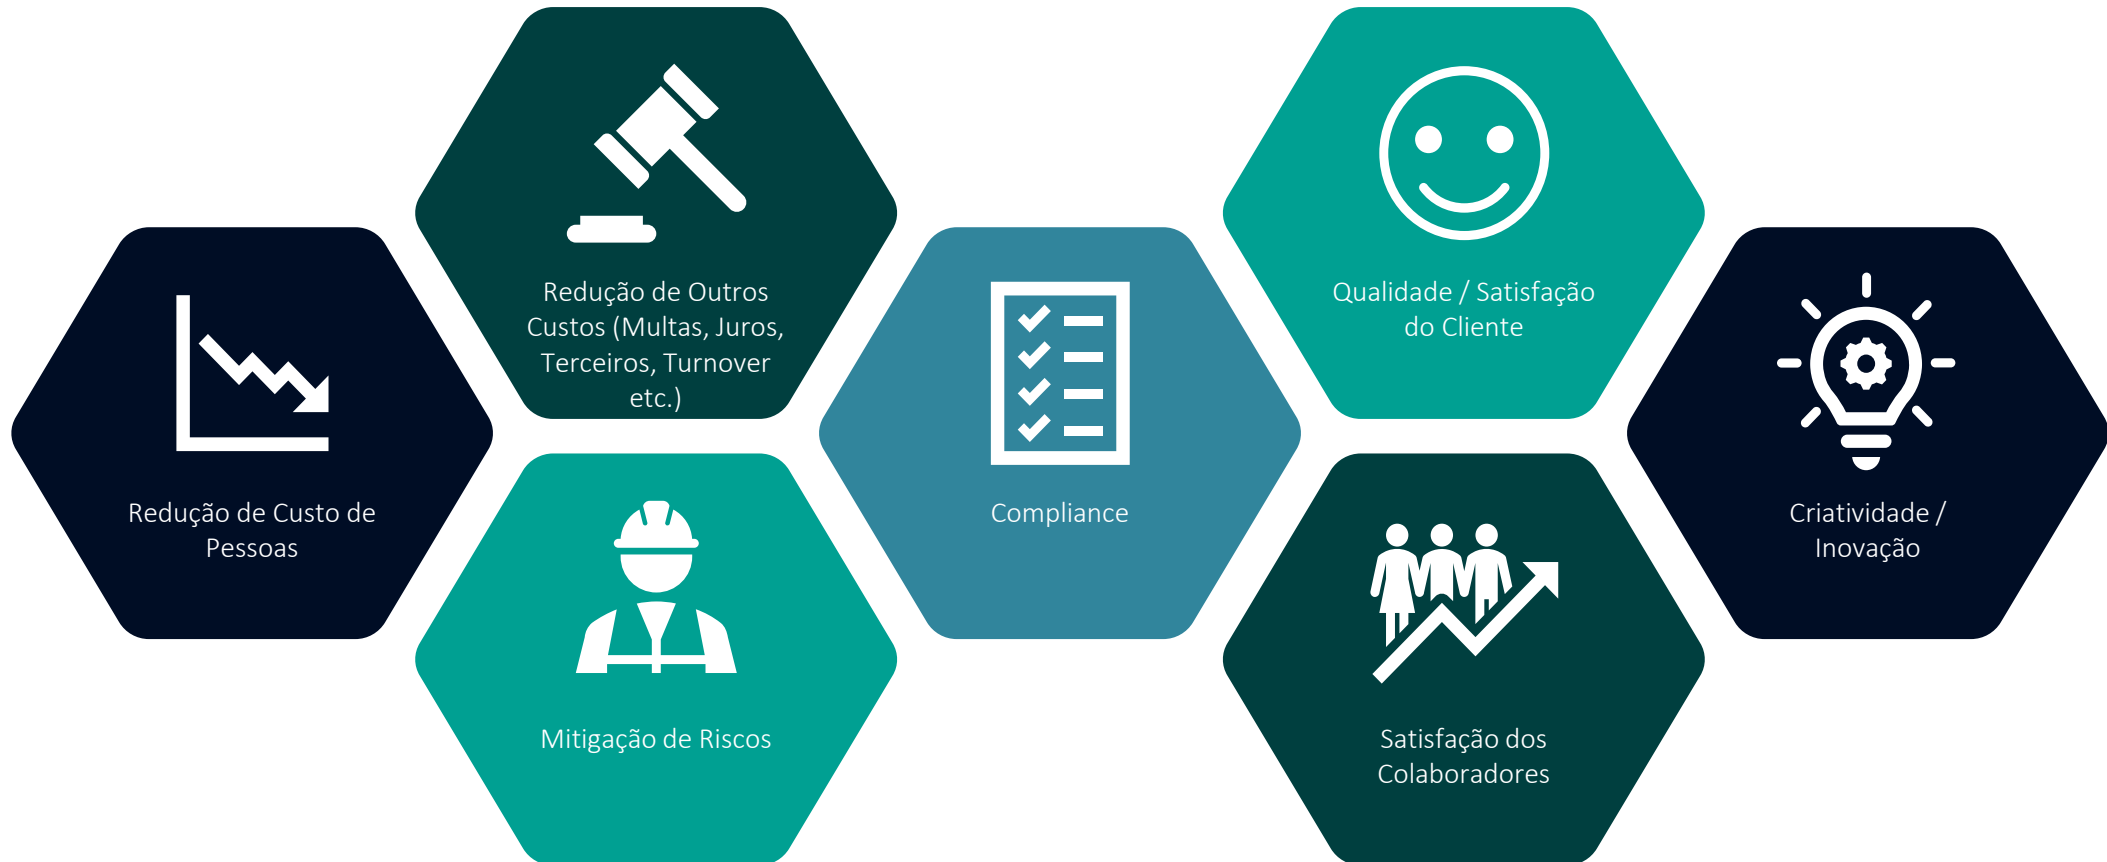 Redução de Custo de
Pessoas
Redução de Outros
Custos (Multas, Juros,
Terceiros, Turnover
etc.)
Mitigação de Riscos
Compliance
Qualidade / Satisfação
do Cliente
Satisfação dos
Colaboradores
Criatividade /
Inovação